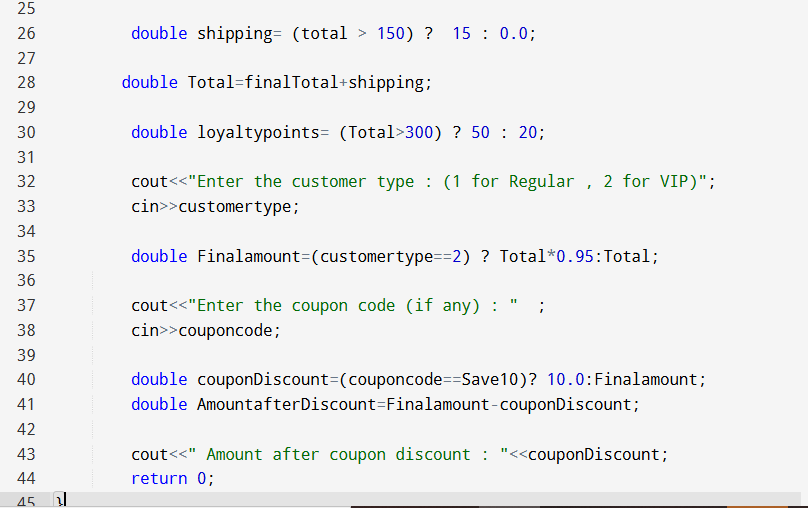 25
26 double shipping= (total > 150) ?  15 : 0.0;
27
28 double Total=finalTotal+shipping;
29
30 double loyaltypoints= (Total>300) ? 50 : 20;
31
32 cout<<"Enter the customer type : (1 for Regular , 2 for VIP)";
33 cin>>customertype;
34
35 double Finalamount=(customertype==2) ? Total*0.95:Total;
36
37 cout<<"Enter the coupon code (if any) : "  ;
38 cin>>couponcode;
39
40 double couponDiscount=(couponcode==Save10)? 10.0:Finalamount;
41 double AmountafterDiscount=Finalamount-couponDiscount;
42
43 cout<<" Amount after coupon discount : "<<couponDiscount;
44 return 0;
45 }